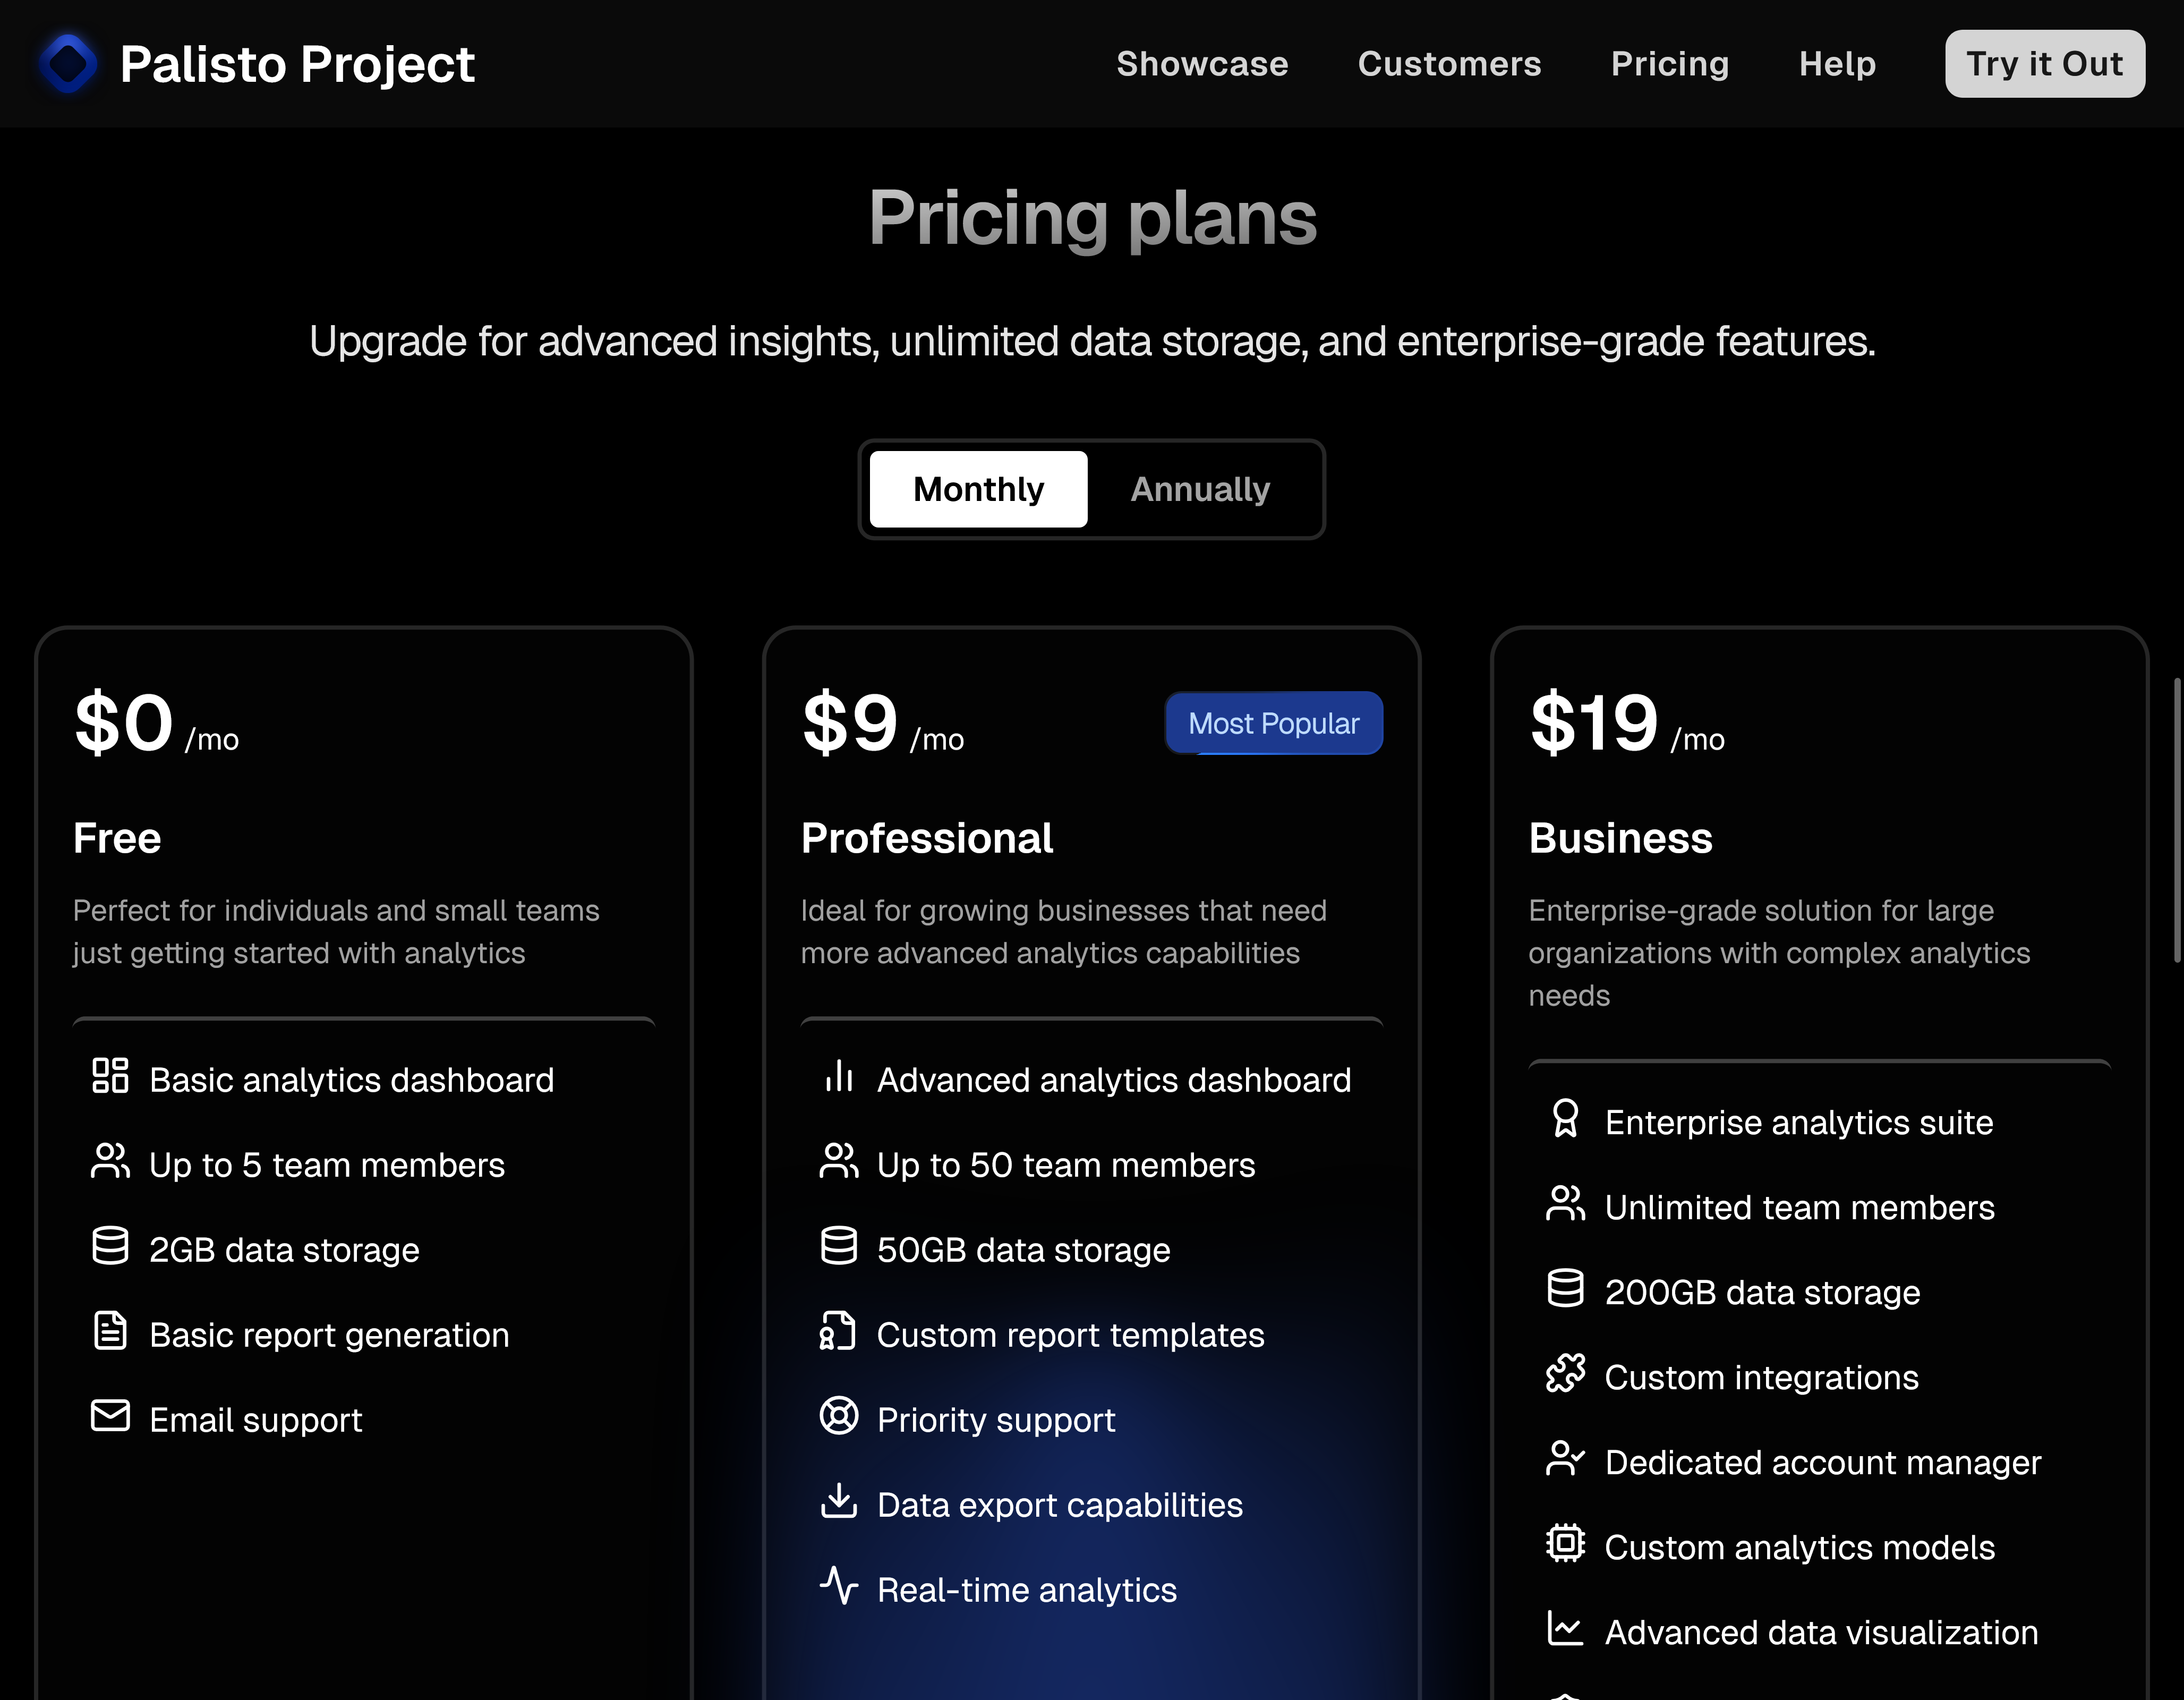 Palisto Project
Showcase
Customers
Pricing
Help
Try it Out
Pricing plans
Upgrade for advanced insights, unlimited data storage, and enterprise-grade features.
Monthly
Annually
$0 /mo
Free
Perfect for individuals and small teams
just getting started with analytics
Basic analytics dashboard
Up to 5 team members
2GB data storage
Basic report generation
Email support
$9 /mo
Most Popular
Professional
Ideal for growing businesses that need
more advanced analytics capabilities
Advanced analytics dashboard
Up to 50 team members
50GB data storage
Custom report templates
Priority support
Data export capabilities
Real-time analytics
$19 /mo
Business
Enterprise-grade solution for large
organizations with complex analytics
needs
Enterprise analytics suite
Unlimited team members
200GB data storage
Custom integrations
Dedicated account manager
Custom analytics models
Advanced data visualization